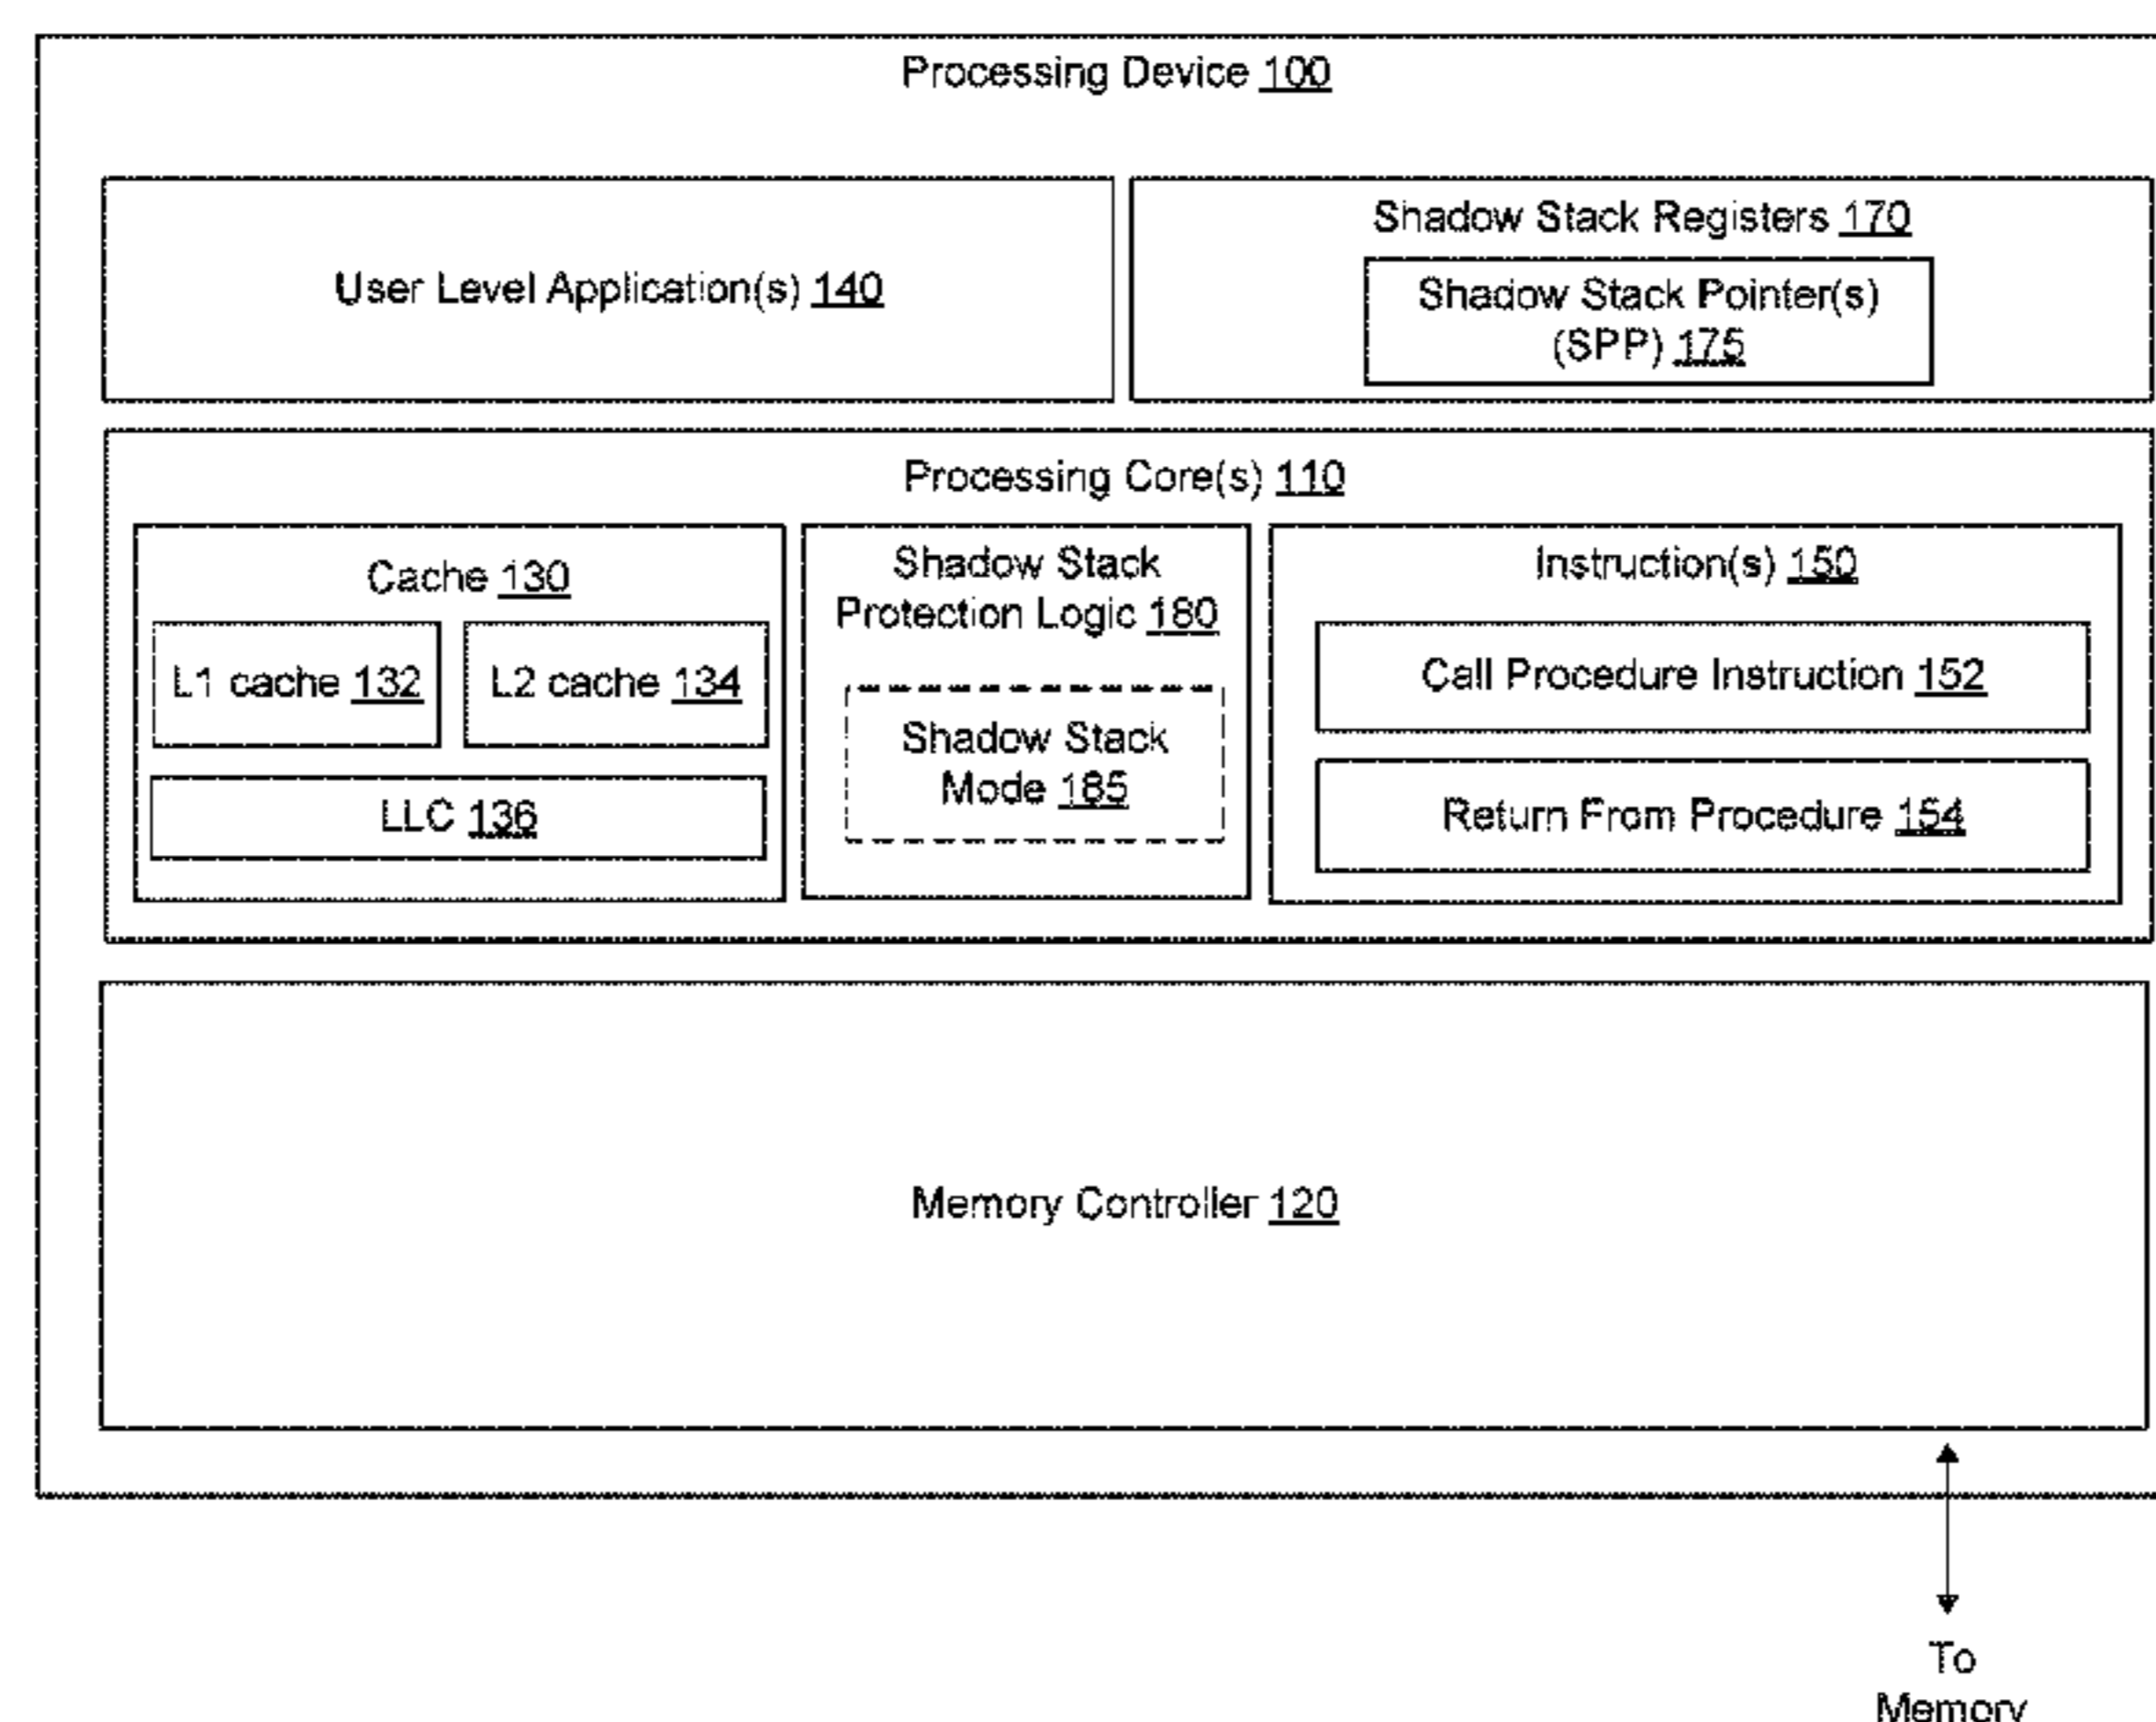 Processing Device 100
User Level Application(s) 140
Shadow Stack Registers 170
Shadow Stack Pointer(s)
(SPP) 175
Processing Core(s) 110
Cache 130
L1 cache 132
L2 cache 134
LLC 136
Shadow Stack
Protection Logic 180
Shadow Stack
Mode 185
Instruction(s) 150
Call Procedure Instruction 152
Return From Procedure 154
Memory Controller 120
To
Memory